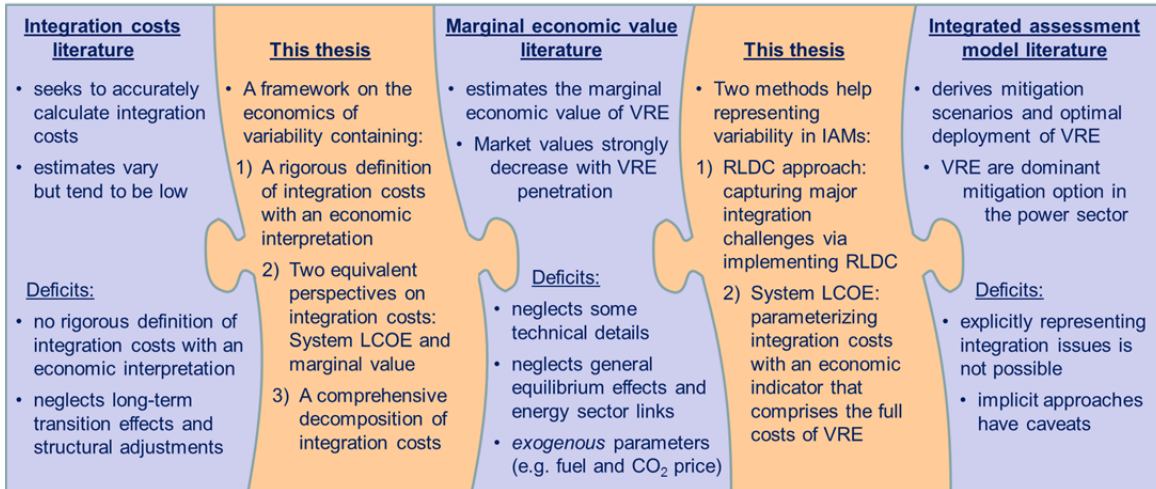 Integration costs
literature
• seeks to accurately
calculate integration
costs
• estimates vary
but tend to be low
Deficits:
• no rigorous definition of
integration costs with an
economic interpretation
• neglects long-term
transition effects and
structural adjustments
This thesis
• A framework on the
economics of
variability containing:
1) A rigorous definition
of integration costs
with an economic
interpretation
2) Two equivalent
perspectives on
integration costs:
System LCOE and
marginal value
3) A comprehensive
decomposition of
integration costs
Marginal economic value
literature
• estimates the marginal
economic value of VRE
• Market values strongly
decrease with VRE
penetration
Deficits:
• neglects some
technical details
• neglects general
equilibrium effects and
energy sector links
• exogenous parameters
(e.g. fuel and CO₂ price)
This thesis
• Two methods help
representing
variability in IAMs:
1) RLDC approach:
capturing major
integration
challenges via
implementing RLDC
2) System LCOE:
parameterizing
integration costs
with an economic
indicator that
comprises the full
costs of VRE
Integrated assessment
model literature
• derives mitigation
scenarios and optimal
deployment of VRE
• VRE are dominant
mitigation option in
the power sector
Deficits:
• explicitly representing
integration issues is
not possible
• implicit approaches
have caveats